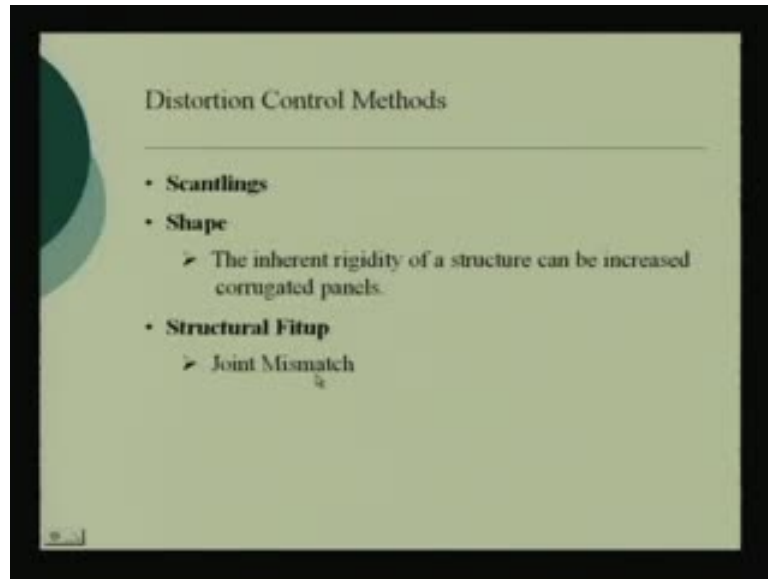 Distortion Control Methods
• Scantlings
• Shape
➢ The inherent rigidity of a structure can be increased
corrugated panels.
• Structural Fitup
➢ Joint Mismatch